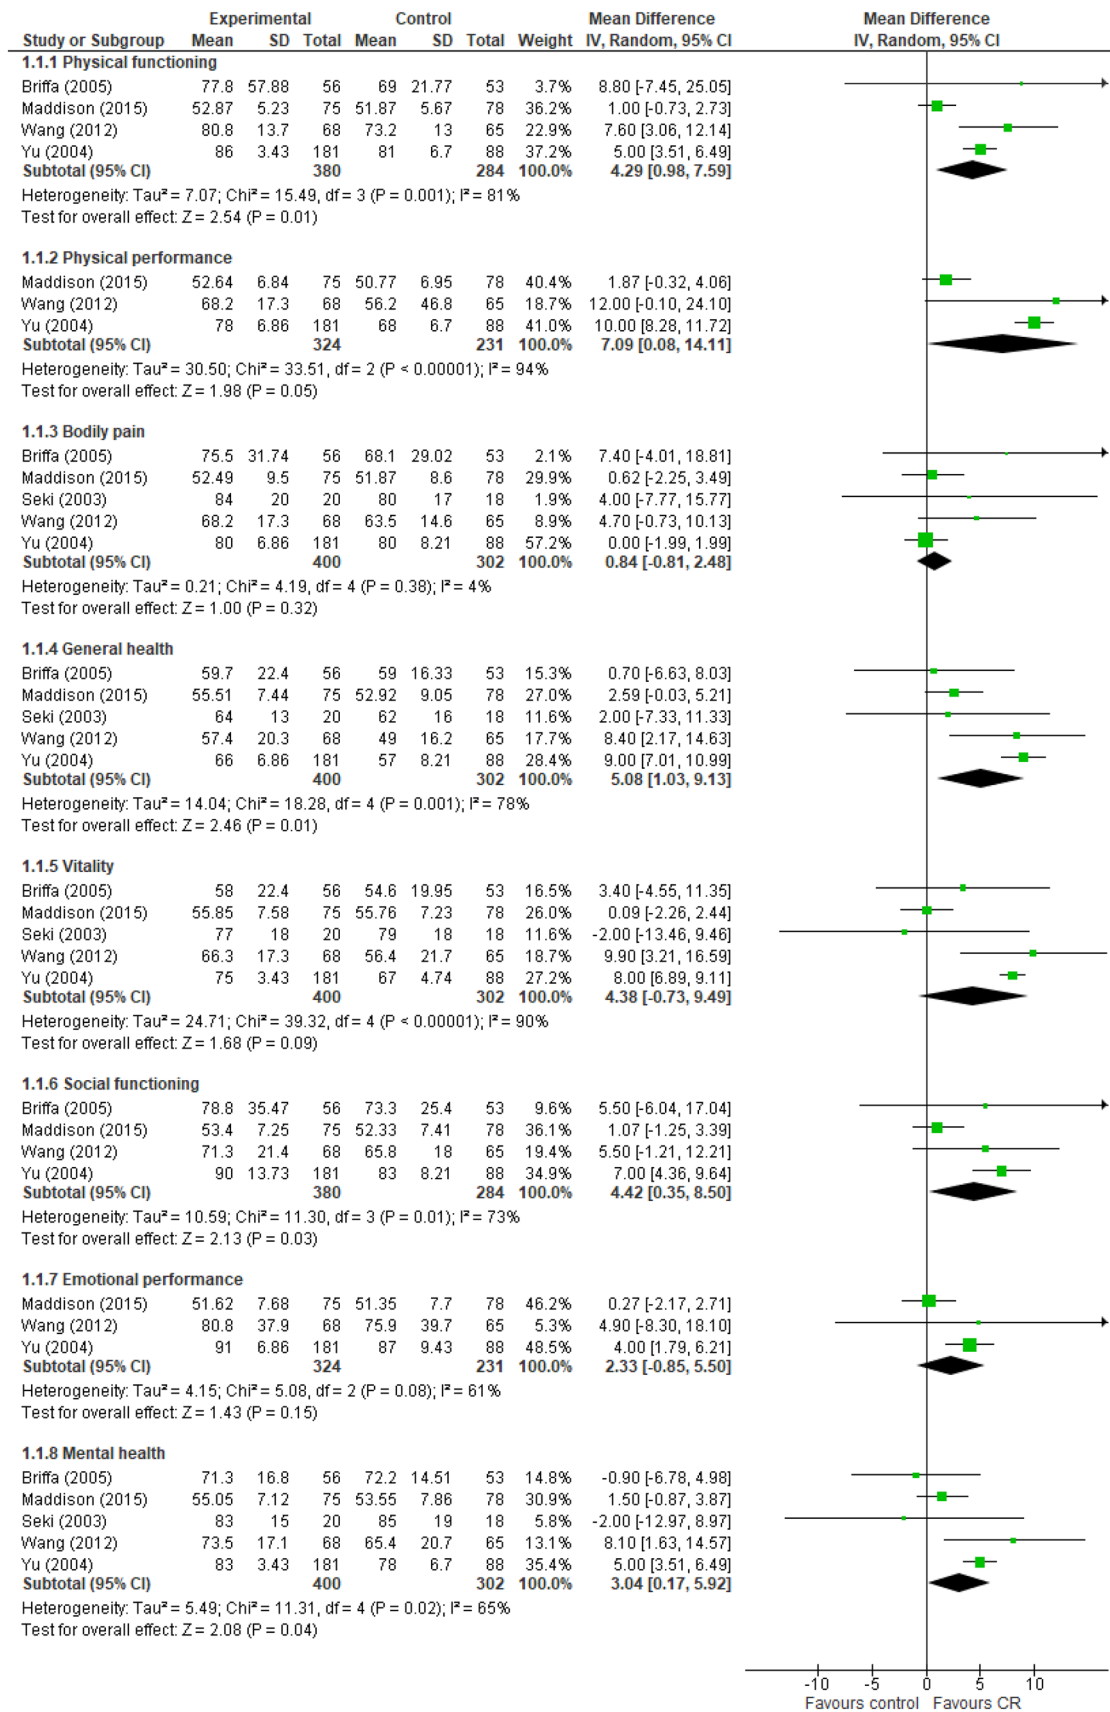 Experimental Control Mean Difference Mean Difference
Study or Subgroup Mean SD Total Mean SD Total Weight IV, Random, 95% CI IV, Random, 95% CI
1.1.1 Physical functioning
Briffa (2005) 77.8 57.88 56 69 21.77 53 3.7% 8.80 [-7.45, 25.05]
Maddison (2015) 52.87 5.23 75 51.87 5.67 78 36.2% 1.00 [-0.73, 2.73]
Wang (2012) 80.8 13.7 68 73.2 13 65 22.9% 7.60 [3.06, 12.14]
Yu (2004) 86 3.43 181 81 6.7 88 37.2% 5.00 [3.51, 6.49]
Subtotal (95% CI) 380 284 100.0% 4.29 [0.98, 7.59]
Heterogeneity: Tau² = 7.07; Chi² = 15.49, df = 3 (P = 0.001); I² = 81%
Test for overall effect: Z = 2.54 (P = 0.01)
1.1.2 Physical performance
Maddison (2015) 52.64 6.84 75 50.77 6.95 78 40.4% 1.87 [-0.32, 4.06]
Wang (2012) 68.2 17.3 68 56.2 46.8 65 18.7% 12.00 [-0.10, 24.10]
Yu (2004) 78 6.86 181 68 6.7 88 41.0% 10.00 [8.28, 11.72]
Subtotal (95% CI) 324 231 100.0% 7.09 [0.08, 14.11]
Heterogeneity: Tau² = 30.50; Chi² = 33.51, df = 2 (P < 0.00001); I² = 94%
Test for overall effect: Z = 1.98 (P = 0.05)
1.1.3 Bodily pain
Briffa (2005) 75.5 31.74 56 68.1 29.02 53 2.1% 7.40 [-4.01, 18.81]
Maddison (2015) 52.49 9.5 75 51.87 8.6 78 29.9% 0.62 [-2.25, 3.49]
Seki (2003) 84 20 20 80 17 18 1.9% 4.00 [-7.77, 15.77]
Wang (2012) 68.2 17.3 68 63.5 14.6 65 8.9% 4.70 [-0.73, 10.13]
Yu (2004) 80 6.86 181 80 8.21 88 57.2% 0.00 [-1.99, 1.99]
Subtotal (95% CI) 400 302 100.0% 0.84 [-0.81, 2.48]
Heterogeneity: Tau² = 0.21; Chi² = 4.19, df = 4 (P = 0.38); I² = 4%
Test for overall effect: Z = 1.00 (P = 0.32)
1.1.4 General health
Briffa (2005) 59.7 22.4 56 59 16.33 53 15.3% 0.70 [-6.63, 8.03]
Maddison (2015) 55.51 7.44 75 52.92 9.05 78 27.0% 2.59 [-0.03, 5.21]
Seki (2003) 64 13 20 62 16 18 11.6% 2.00 [-7.33, 11.33]
Wang (2012) 57.4 20.3 68 49 16.2 65 17.7% 8.40 [2.17, 14.63]
Yu (2004) 66 6.86 181 57 8.21 88 28.4% 9.00 [7.01, 10.99]
Subtotal (95% CI) 400 302 100.0% 5.08 [1.03, 9.13]
Heterogeneity: Tau² = 14.04; Chi² = 18.28, df = 4 (P = 0.001); I² = 78%
Test for overall effect: Z = 2.46 (P = 0.01)
1.1.5 Vitality
Briffa (2005) 58 22.4 56 54.6 19.95 53 16.5% 3.40 [-4.55, 11.35]
Maddison (2015) 55.85 7.58 75 55.76 7.23 78 26.0% 0.09 [-2.26, 2.44]
Seki (2003) 77 18 20 79 18 18 11.6% -2.00 [-13.46, 9.46]
Wang (2012) 66.3 17.3 68 56.4 21.7 65 18.7% 9.90 [3.21, 16.59]
Yu (2004) 75 3.43 181 67 4.74 88 27.2% 8.00 [6.89, 9.11]
Subtotal (95% CI) 400 302 100.0% 4.38 [-0.73, 9.49]
Heterogeneity: Tau² = 24.71; Chi² = 39.32, df = 4 (P < 0.00001); I² = 90%
Test for overall effect: Z = 1.68 (P = 0.09)
1.1.6 Social functioning
Briffa (2005) 78.8 35.47 56 73.3 25.4 53 9.6% 5.50 [-6.04, 17.04]
Maddison (2015) 53.4 7.25 75 52.33 7.41 78 36.1% 1.07 [-1.25, 3.39]
Wang (2012) 71.3 21.4 68 65.8 18 65 19.4% 5.50 [-1.21, 12.21]
Yu (2004) 90 13.73 181 83 8.21 88 34.9% 7.00 [4.36, 9.64]
Subtotal (95% CI) 380 284 100.0% 4.42 [0.35, 8.50]
Heterogeneity: Tau² = 10.59; Chi² = 11.30, df = 3 (P = 0.01); I² = 73%
Test for overall effect: Z = 2.13 (P = 0.03)
1.1.7 Emotional performance
Maddison (2015) 51.62 7.68 75 51.35 7.7 78 46.2% 0.27 [-2.17, 2.71]
Wang (2012) 80.8 37.9 68 75.9 39.7 65 5.3% 4.90 [-8.30, 18.10]
Yu (2004) 91 6.86 181 87 9.43 88 48.5% 4.00 [1.79, 6.21]
Subtotal (95% CI) 324 231 100.0% 2.33 [-0.85, 5.50]
Heterogeneity: Tau² = 4.15; Chi² = 5.08, df = 2 (P = 0.08); I² = 61%
Test for overall effect: Z = 1.43 (P = 0.15)
1.1.8 Mental health
Briffa (2005) 71.3 16.8 56 72.2 14.51 53 14.8% -0.90 [-6.78, 4.98]
Maddison (2015) 55.05 7.12 75 53.55 7.86 78 30.9% 1.50 [-0.87, 3.87]
Seki (2003) 83 15 20 85 19 18 5.8% -2.00 [-12.97, 8.97]
Wang (2012) 73.5 17.1 68 65.4 20.7 65 13.1% 8.10 [1.63, 14.57]
Yu (2004) 83 3.43 181 78 6.7 88 35.4% 5.00 [3.51, 6.49]
Subtotal (95% CI) 400 302 100.0% 3.04 [0.17, 5.92]
Heterogeneity: Tau² = 5.49; Chi² = 11.31, df = 4 (P = 0.02); I² = 65%
Test for overall effect: Z = 2.08 (P = 0.04)
-10 -5 0 5 10
Favours control Favours CR